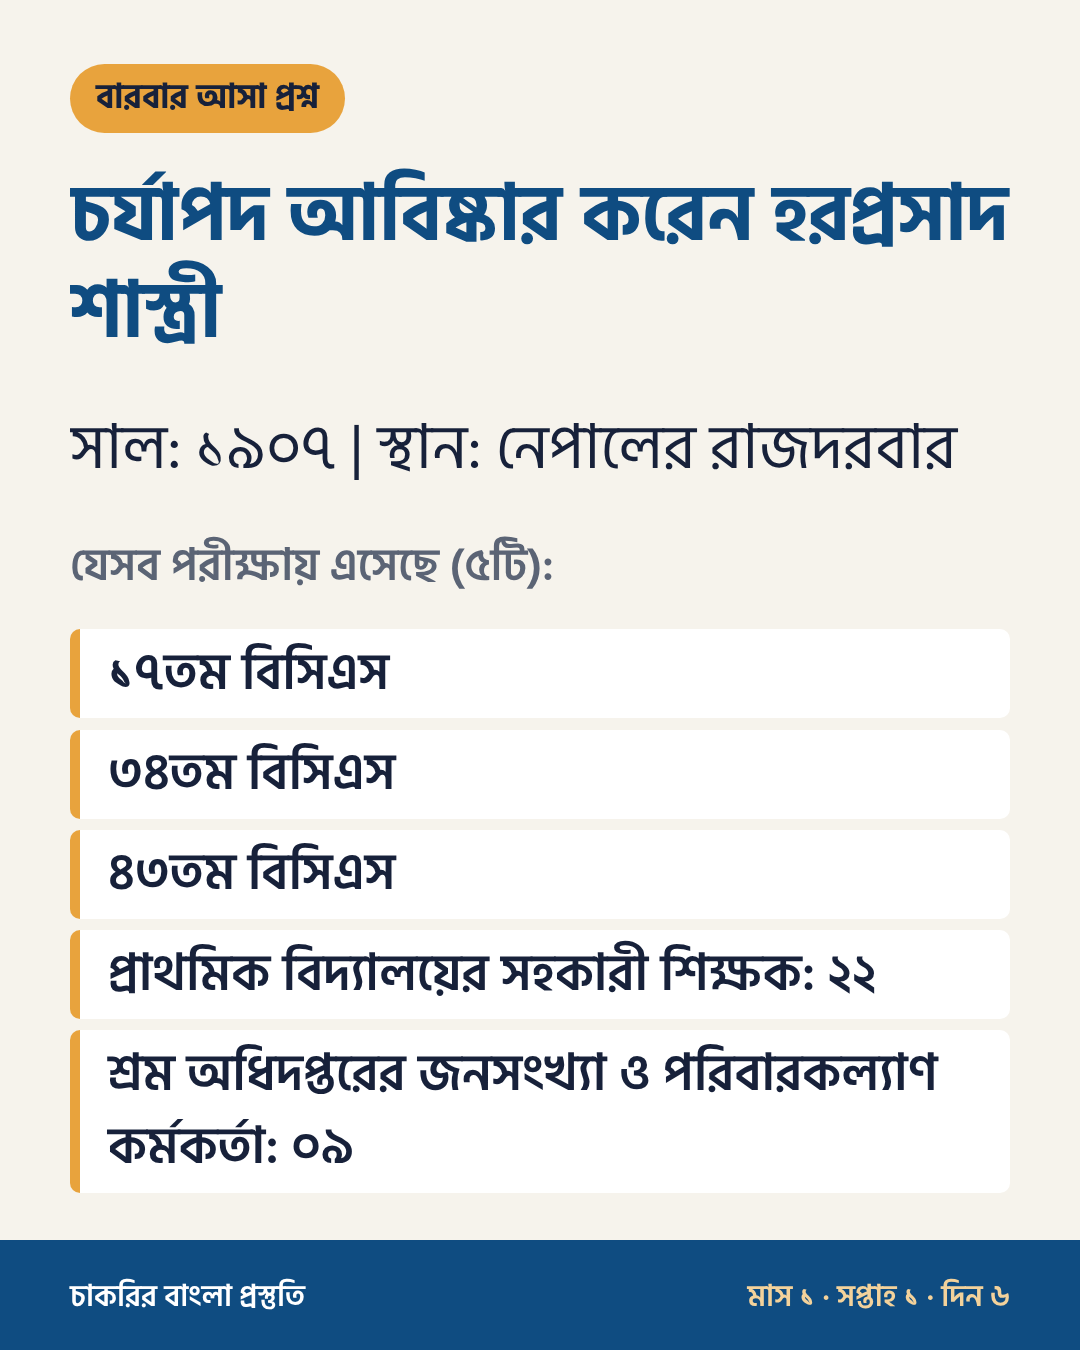 বারবার আসা প্রশ্ন
চর্যাপদ আবিষ্কার করেন হরপ্রসাদ
শাস্ত্রী
সাল: ১৯০৭ | স্থান: নেপালের রাজদরবার
যেসব পরীক্ষায় এসেছে (৫টি):
১৭তম বিসিএস
৩৪তম বিসিএস
৪৩তম বিসিএস
প্রাথমিক বিদ্যালয়ের সহকারী শিক্ষক: ২২
শ্রম অধিদপ্তরের জনসংখ্যা ও পরিবারকল্যাণ
কর্মকর্তা: ০৯
চাকরির বাংলা প্রস্তুতি
মাস ১ · সপ্তাহ ১ · দিন ৬